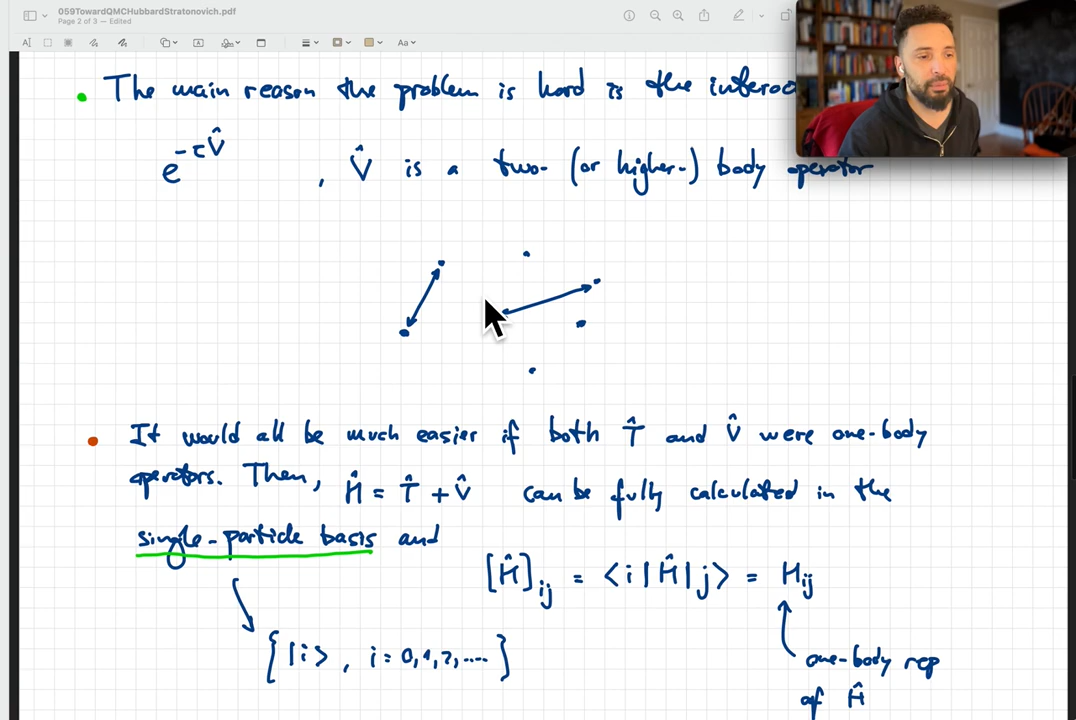 059TowardQMCHubbardStratonovich.pdf
Page 2 of 3 — Edited
Aa
• The main reason the problem is hard is the interac
e^{-τV̂} , V̂ is a two- (or higher-) body operator
• It would all be much easier if both T̂ and V̂ were one-body
operators. Then, Ĥ = T̂ + V̂ can be fully calculated in the
single-particle basis and
[Ĥ]_{ij} = <i|Ĥ|j> = H_{ij}
{|i>, i = 0,1,2,....}
one-body rep
of Ĥ